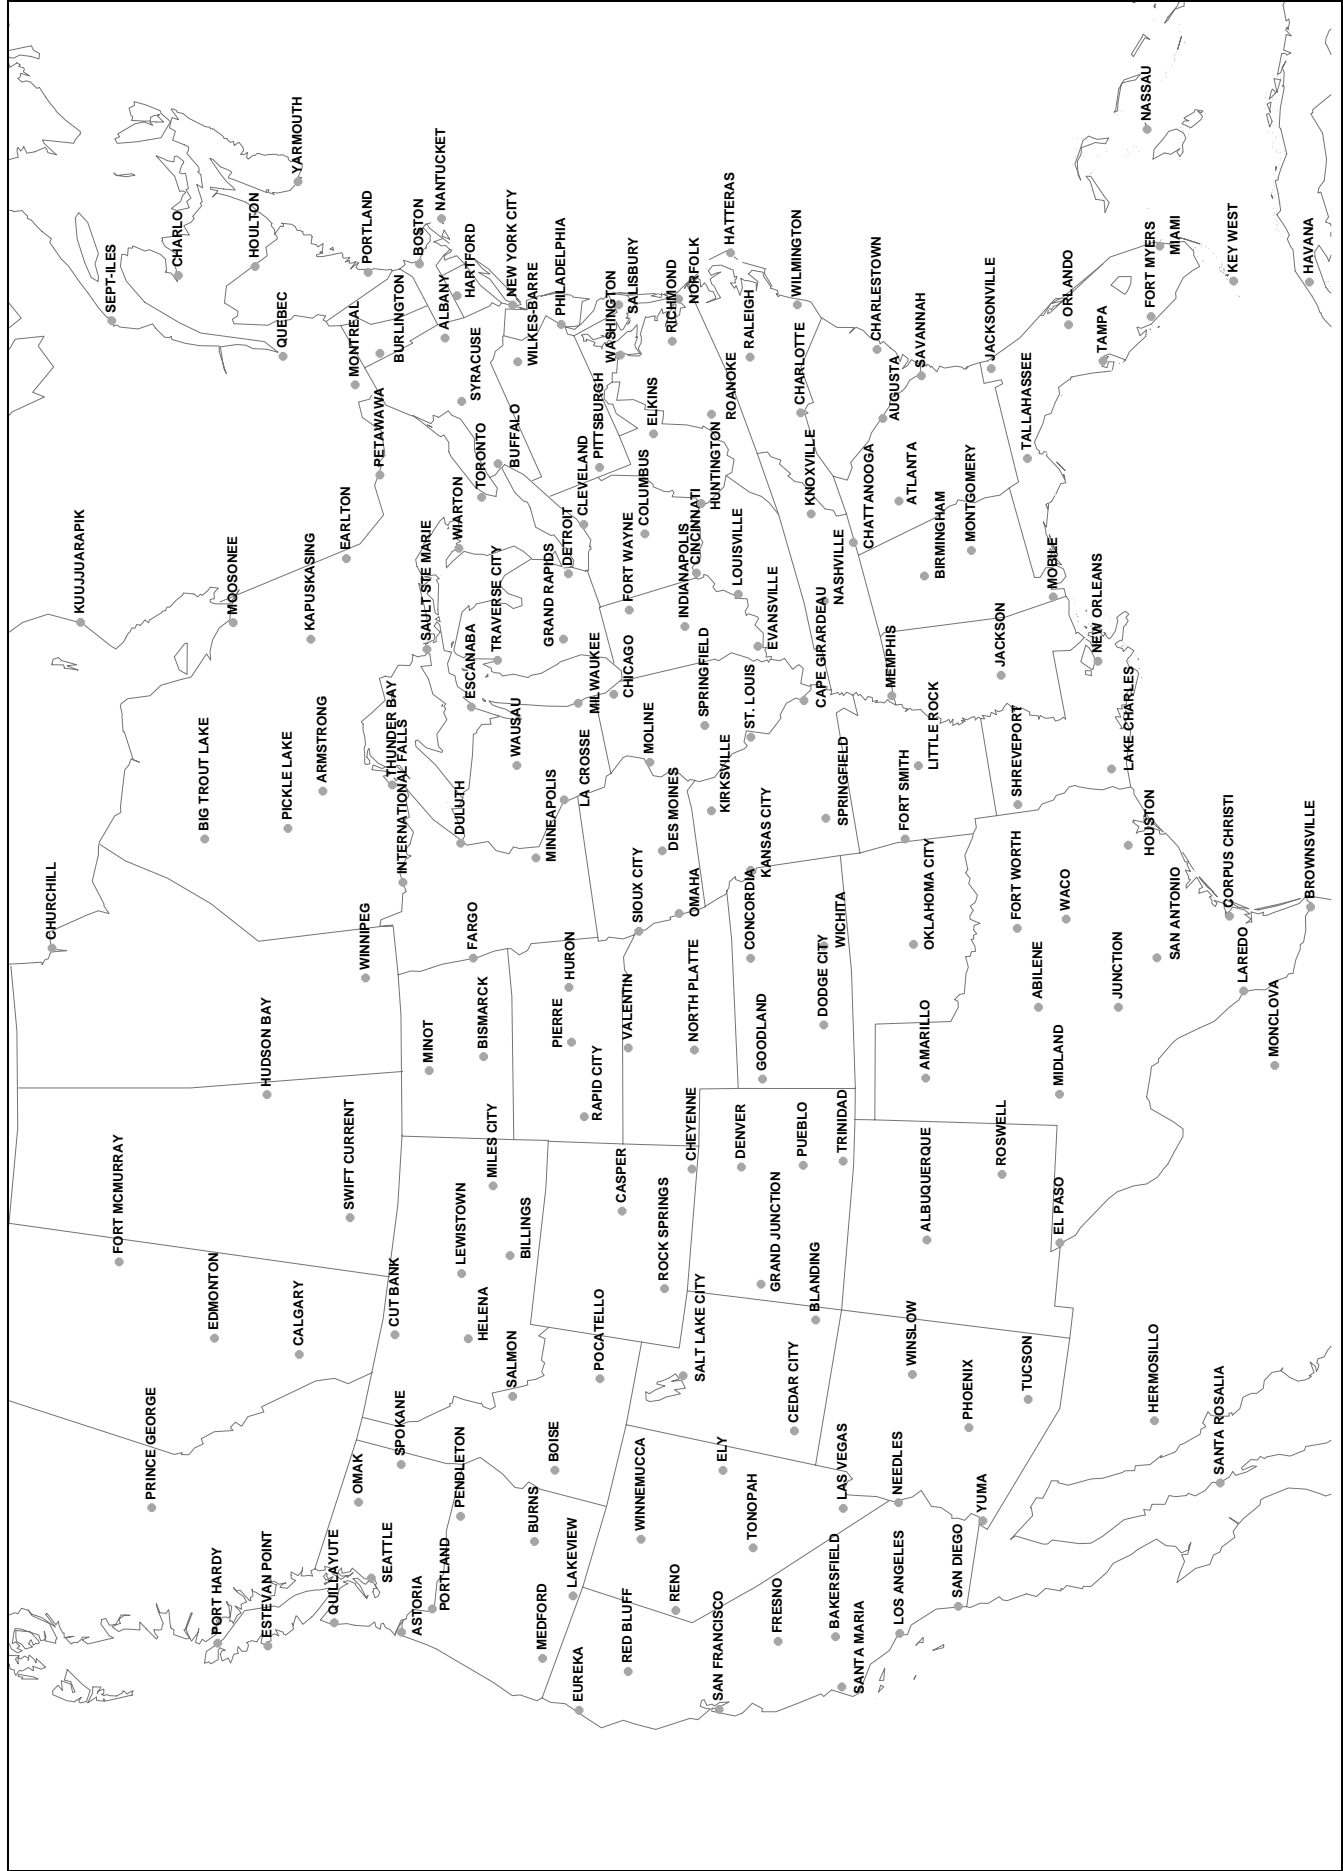 CHURCHILL
KUUJJUARAPIK
SEPT-ILES
FORT MCMURRAY
PRINCE GEORGE
CHARLO
BIG TROUT LAKE
EDMONTON
PORT HARDY
MOOSONEE
HOULTON
HUDSON BAY
ESTEVAN POINT
QUEBEC
PICKLE LAKE
YARMOUTH
CALGARY
KAPUSKASING
ARMSTRONG
QUILLAYUTE
EARLTON
SWIFT CURRENT
MONTREAL
OMAK
WINNIPEG
PORTLAND
SEATTLE
PETAWAWA
BURLINGTON
THUNDER BAY
CUT BANK
INTERNATIONAL FALLS
SPOKANE
ASTORIA
BOSTON
SAULT STE MARIE
MINOT
PORTLAND
NANTUCKET
ALBANY
HARTFORD
WIARTON
DULUTH
PENDLETON
LEWISTOWN
SYRACUSE
HELENA
ESCANABA
FARGO
TORONTO
BISMARCK
MILES CITY
TRAVERSE CITY
BUFFALO
BILLINGS
NEW YORK CITY
SALMON
WAUSAU
WILKES-BARRE
BURNS
MINNEAPOLIS
MEDFORD
BOISE
PHILADELPHIA
GRAND RAPIDS
LA CROSSE
DETROIT
HURON
PIERRE
LAKEVIEW
MILWAUKEE
EUREKA
CLEVELAND
RAPID CITY
PITTSBURGH
POCATELLO
CHICAGO
WASHINGTON
SALISBURY
CASPER
VALENTIN
FORT WAYNE
RED BLUFF
SIOUX CITY
WINNEMUCCA
COLUMBUS
MOLINE
ELKINS
DES MOINES
ROCK SPRINGS
RICHMOND
RENO
NORFOLK
OMAHA
SALT LAKE CITY
INDIANAPOLIS
CHEYENNE
NORTH PLATTE
CINCINNATI
HUNTINGTON
SPRINGFIELD
ROANOKE
KIRKSVILLE
SAN FRANCISCO
ELY
HATTERAS
LOUISVILLE
DENVER
RALEIGH
ST. LOUIS
KANSAS CITY
CONCORDIA
TONOPAH
EVANSVILLE
GRAND JUNCTION
GOODLAND
FRESNO
CEDAR CITY
WILMINGTON
CHARLOTTE
PUEBLO
CAPE GIRARDEAU
KNOXVILLE
BLANDING
NASHVILLE
DODGE CITY
WICHITA
SPRINGFIELD
BAKERSFIELD
SANTA MARIA
TRINIDAD
LAS VEGAS
CHATTANOOGA
CHARLESTOWN
AUGUSTA
MEMPHIS
NEEDLES
LOS ANGELES
ATLANTA
FORT SMITH
WINSLOW
OKLAHOMA CITY
LITTLE ROCK
SAVANNAH
BIRMINGHAM
AMARILLO
ALBUQUERQUE
SAN DIEGO
PHOENIX
MONTGOMERY
YUMA
JACKSONVILLE
JACKSON
ROSWELL
SHREVEPORT
FORT WORTH
TALLAHASSEE
TUCSON
ABILENE
MOBILE
MIDLAND
EL PASO
WACO
ORLANDO
NEW ORLEANS
TAMPA
LAKE CHARLES
JUNCTION
HOUSTON
NASSAU
FORT MYERS
HERMOSILLO
SAN ANTONIO
MIAMI
SANTA ROSALIA
CORPUS CHRISTI
KEY WEST
LAREDO
MONCLOVA
HAVANA
BROWNSVILLE